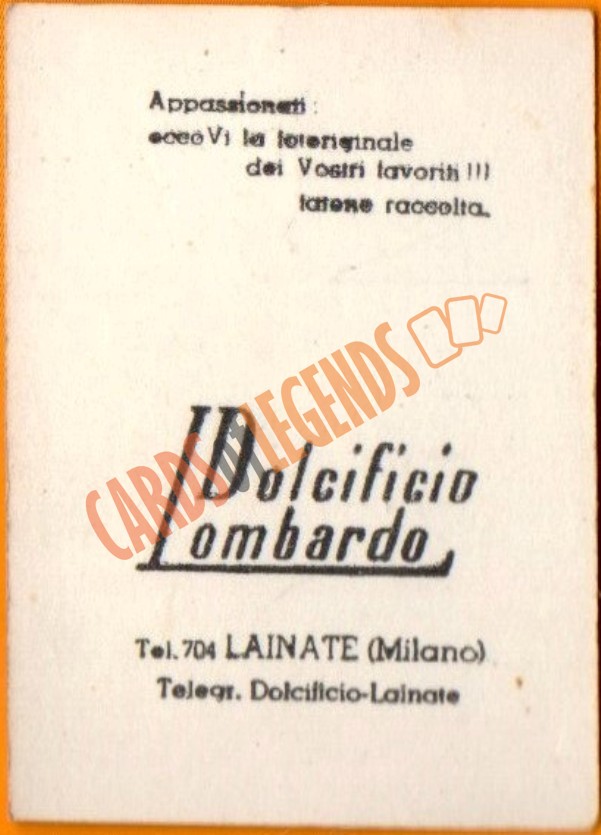 Appassionati:
eccoVi la fotoriginale
dei Vostri favoriti!!!
fatene raccolta.
CARDS OF LEGENDS
Dolcificio
Lombardo
Tel. 704 LAINATE (Milano)
Telegr. Dolcificio-Lainate